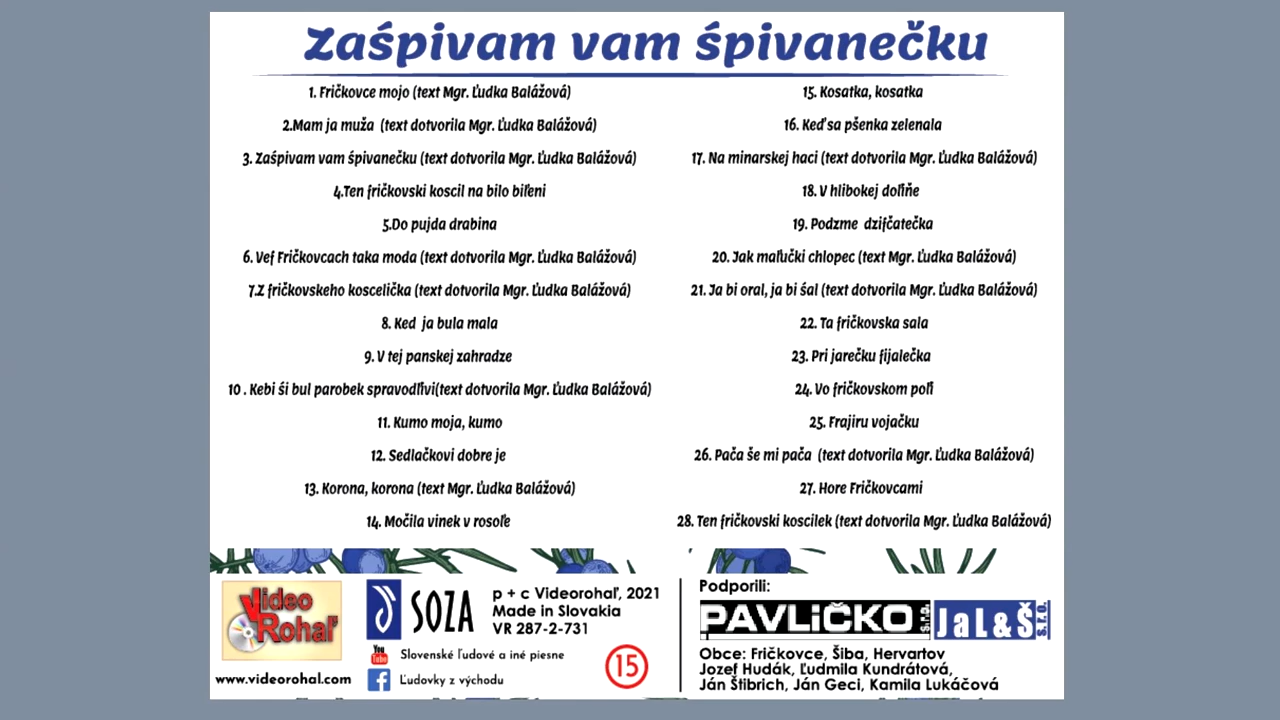 Zaśpivam vam śpivanečku
1. Fričkovce mojo (text Mgr. Ľudka Balážová)
2.Mam ja muža (text dotvorila Mgr. Ľudka Balážová)
3. Zaśpivam vam śpivanečku (text dotvorila Mgr. Ľudka Balážová)
4.Ten fričkovski koscil na bilo biľeni
5.Do pujda drabina
6. Vef Fričkovcach taka moda (text dotvorila Mgr. Ľudka Balážová)
7.Z fričkovskeho koscelička (text dotvorila Mgr. Ľudka Balážová)
8. Ked ja bula mala
9. V tej panskej zahradze
10 . Kebi śi bul parobek spravodľivi(text dotvorila Mgr. Ľudka Balážová)
11. Kumo moja, kumo
12. Sedlačkovi dobre je
13. Korona, korona (text Mgr. Ľudka Balážová)
14. Močila vinek v rosoľe
15. Kosatka, kosatka
16. Keď sa pšenka zelenala
17. Na minarskej haci (text dotvorila Mgr. Ľudka Balážová)
18. V hlibokej doľiňe
19. Podzme dzifčatečka
20. Jak maľučki chlopec (text Mgr. Ľudka Balážová)
21. Ja bi oral, ja bi śal (text dotvorila Mgr. Ľudka Balážová)
22. Ta fričkovska sala
23. Pri jarečku fijalečka
24. Vo fričkovskom poľi
25. Frajiru vojačku
26. Pača še mi pača (text dotvorila Mgr. Ľudka Balážová)
27. Hore Fričkovcami
28. Ten fričkovski koscilek (text dotvorila Mgr. Ľudka Balážová)
Video
Rohaľ
www.videorohal.com
SOZA
p + c Videorohaľ, 2021
Made in Slovakia
VR 287-2-731
You
Tube
Slovenské ľudové a iné piesne
Ľudovky z východu
15
Podporili:
PAVLiČKO s.r.o.
JaL&Š s.r.o.
Obce: Fričkovce, Šiba, Hervartov
Jozef Hudák, Ľudmila Kundrátová,
Ján Štibrich, Ján Geci, Kamila Lukáčová